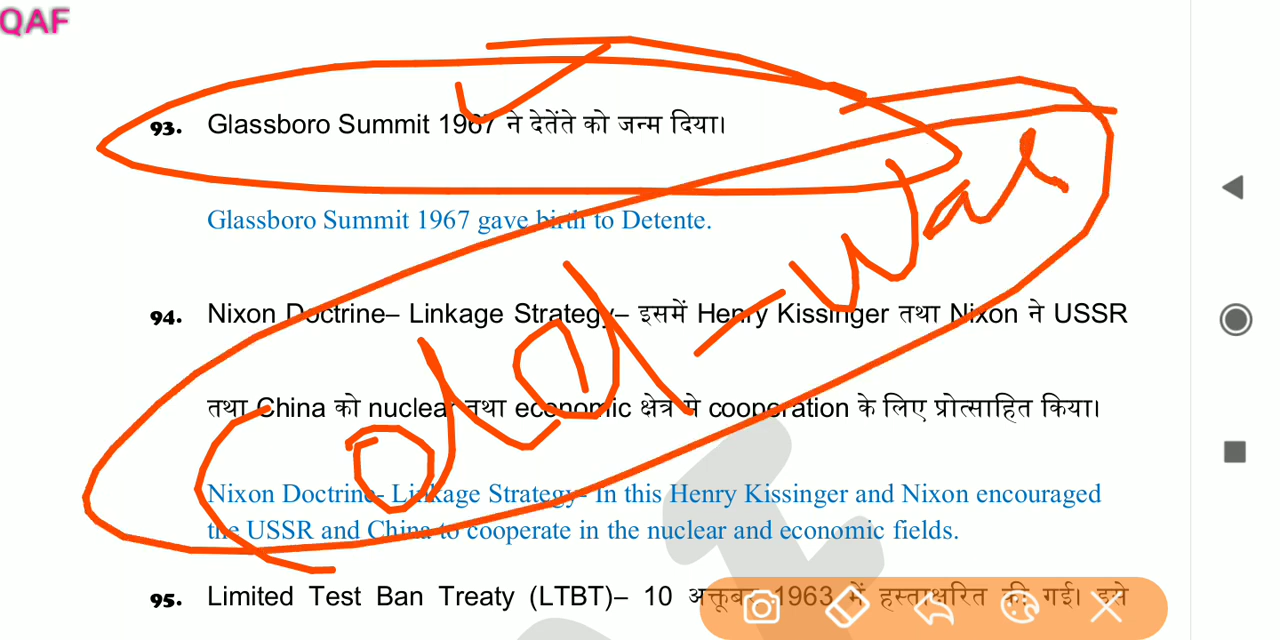 QAF
93. Glassboro Summit 1967 ने देतेंते को जन्म दिया।
Glassboro Summit 1967 gave birth to Detente.
94. Nixon Doctrine– Linkage Strategy– इसमें Henry Kissinger तथा Nixon ने USSR
तथा China को nuclear तथा economic क्षेत्र से cooperation के लिए प्रोत्साहित किया।
Nixon Doctrine- Linkage Strategy- In this Henry Kissinger and Nixon encouraged
the USSR and China to cooperate in the nuclear and economic fields.
Cold-War
95. Limited Test Ban Treaty (LTBT)– 10 अक्तूबर 1963 में हस्ताक्षरित की गई। इसे